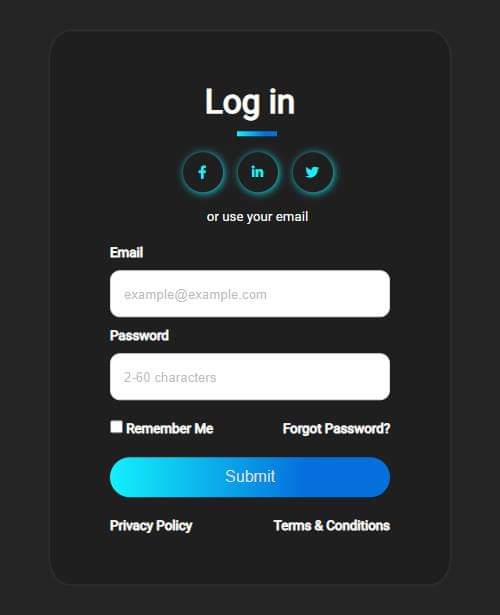 Log in
f in
or use your email
Email
example@example.com
Password
2-60 characters
Remember Me Forgot Password?
Submit
Privacy Policy Terms & Conditions